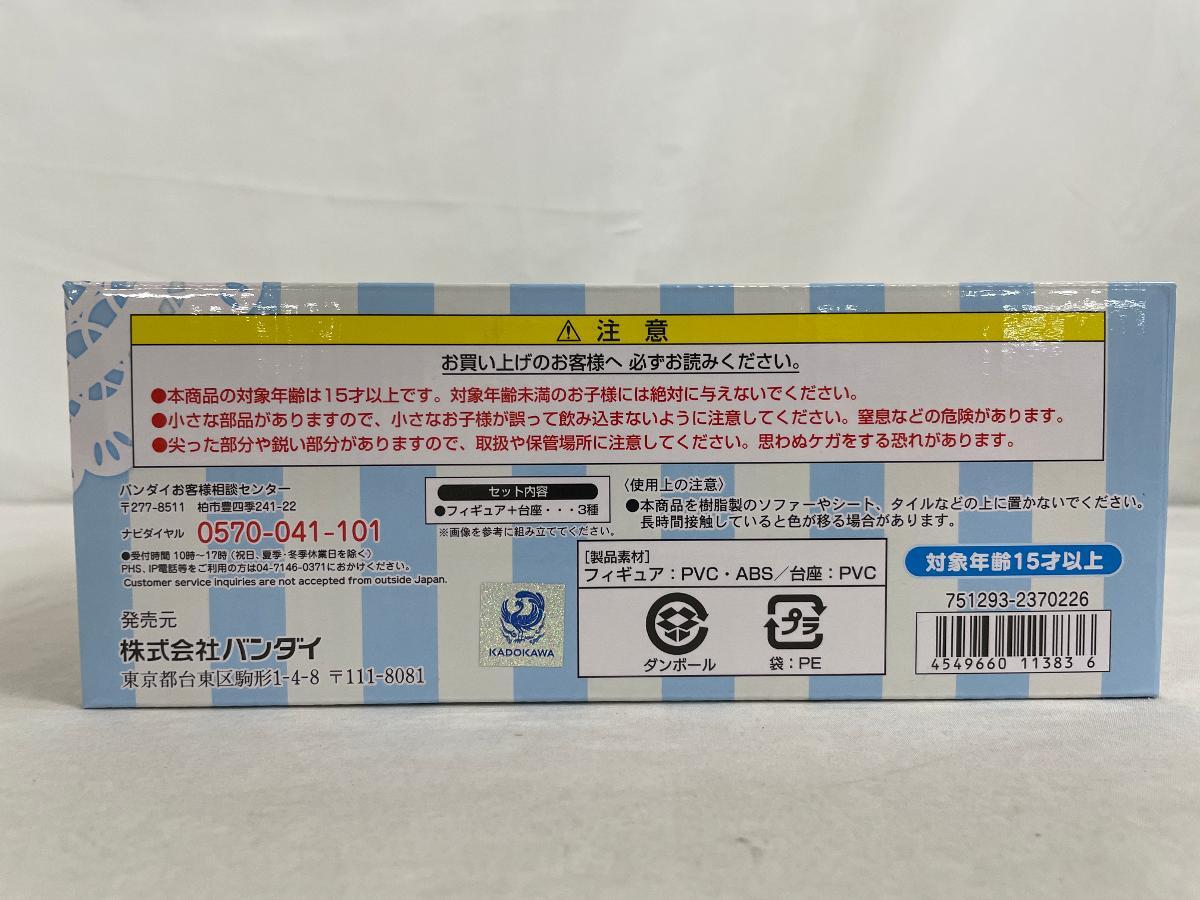 ⚠ 注意
お買い上げのお客様へ 必ずお読みください。
●本商品の対象年齢は15才以上です。対象年齢未満のお子様には絶対に与えないでください。
●小さな部品がありますので、小さなお子様が誤って飲み込まないように注意してください。窒息などの危険があります。
●尖った部分や鋭い部分がありますので、取扱や保管場所に注意してください。思わぬケガをする恐れがあります。
バンダイお客様相談センター
〒277-8511 柏市豊四季241-22
ナビダイヤル 0570-041-101
●受付時間 10時～17時(祝日、夏季・冬季休業日を除く)
PHS、IP電話等をご利用の方は04-7146-0371におかけください。
Customer service inquiries are not accepted from outside Japan.
発売元
株式会社バンダイ
東京都台東区駒形1-4-8 〒111-8081
セット内容
●フィギュア+台座・・・3種
※画像を参考に組み立ててください。
KADOKAWA
〈使用上の注意〉
●本商品を樹脂製のソファーやシート、タイルなどの上に置かないでください。
長時間接触していると色が移る場合があります。
[製品素材]
フィギュア:PVC・ABS/台座:PVC
ダンボール
プラ
袋:PE
対象年齢15才以上
751293-2370226
4549660 11383 6